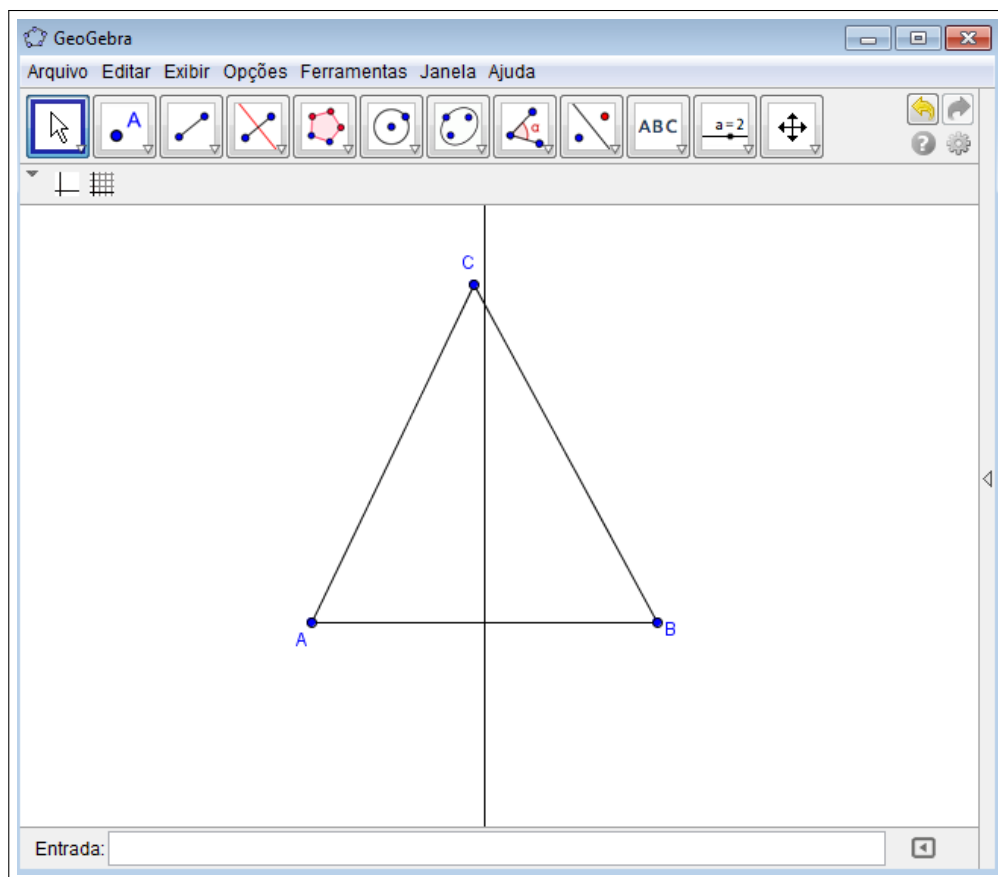 GeoGebra
Arquivo Editar Exibir Opções Ferramentas Janela Ajuda
A
α
ABC
a=2
C
A
B
Entrada: